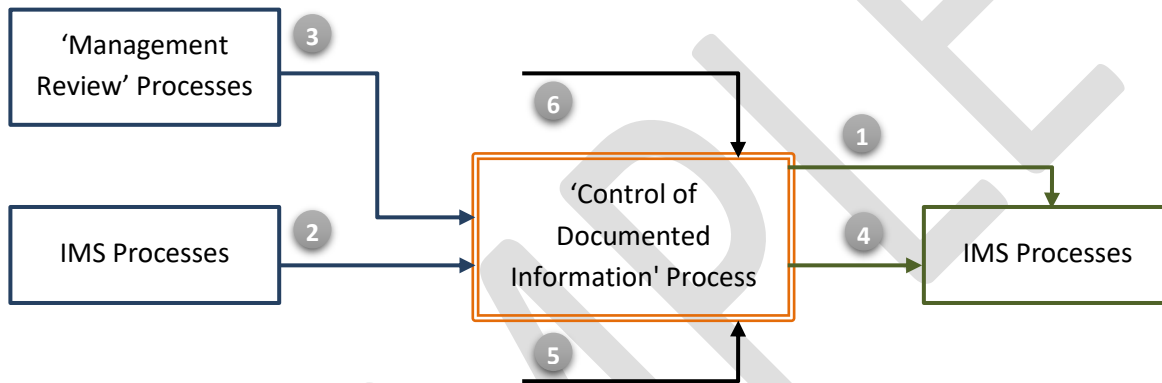 ‘Management
Review’ Processes
3
6
1
‘Control of
Documented
Information' Process
IMS Processes
2
4
IMS Processes
5